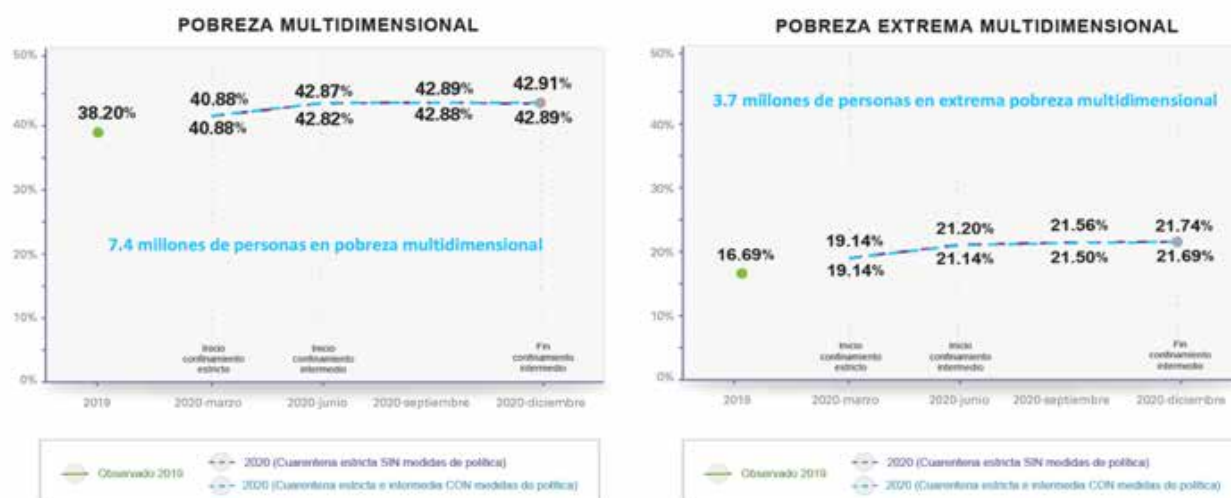 POBREZA MULTIDIMENSIONAL
50%
40%
30%
20%
10%
0%
38.20%
40.88%
40.88%
42.87%
42.82%
42.89%
42.88%
42.91%
42.89%
7.4 millones de personas en pobreza multidimensional
Inicio
confinamiento
estricto
Inicio
confinamiento
intermedio
Fin
confinamiento
intermedio
2019
2020-marzo
2020-junio
2020-septiembre
2020-diciembre
Observado 2019
2020 (Cuarentena estricta SIN medidas de política)
2020 (Cuarentena estricta e intermedia CON medidas de política)
POBREZA EXTREMA MULTIDIMENSIONAL
50%
40%
30%
20%
10%
0%
3.7 millones de personas en extrema pobreza multidimensional
16.69%
19.14%
19.14%
21.20%
21.14%
21.56%
21.50%
21.74%
21.69%
Inicio
confinamiento
estricto
Inicio
confinamiento
intermedio
Fin
confinamiento
intermedio
2019
2020-marzo
2020-junio
2020-septiembre
2020-diciembre
Observado 2019
2020 (Cuarentena estricta SIN medidas de política)
2020 (Cuarentena estricta e intermedia CON medidas de política)